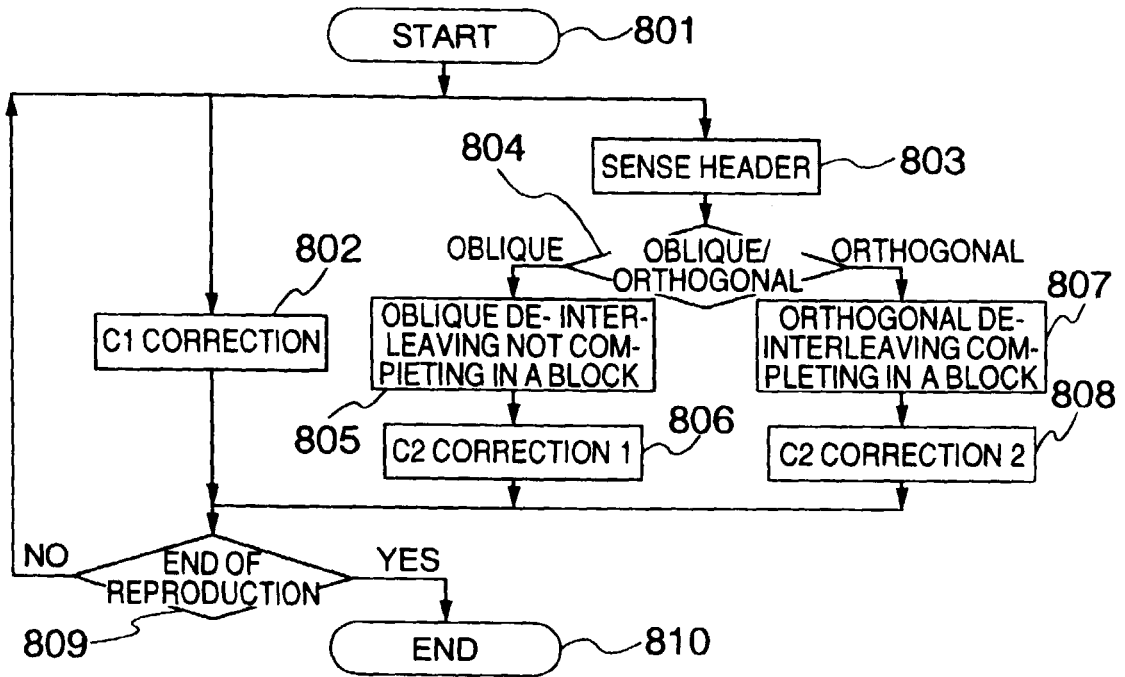 START
801
SENSE HEADER
803
804
OBLIQUE
OBLIQUE/
ORTHOGONAL
ORTHOGONAL
802
C1 CORRECTION
OBLIQUE DE- INTER-
LEAVING NOT COM-
PIETING IN A BLOCK
805
ORTHOGONAL DE-
INTERLEAVING COM-
PLETING IN A BLOCK
807
C2 CORRECTION 1
806
C2 CORRECTION 2
808
NO
END OF
REPRODUCTION
YES
809
END
810